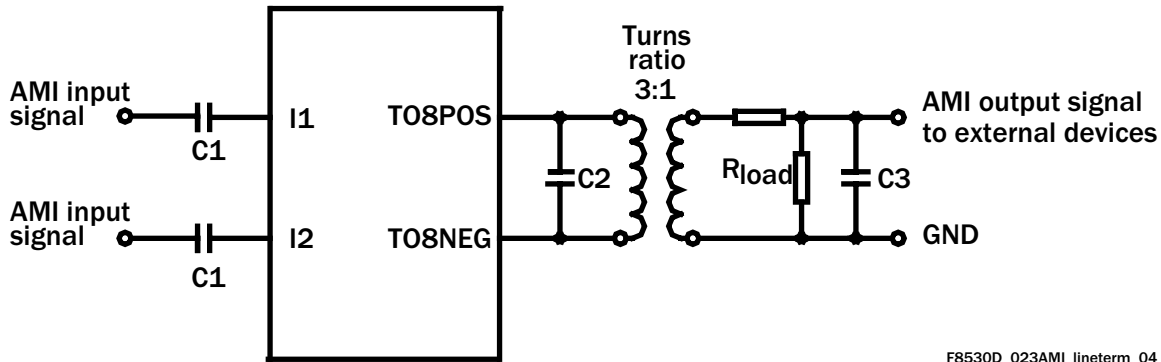 Turns
ratio
3:1
AMI input
signal
C1
I1
TO8POS
C2
Rload
C3
AMI output signal
to external devices
AMI input
signal
C1
I2
TO8NEG
GND
F8530D_023AMI_lineterm_04